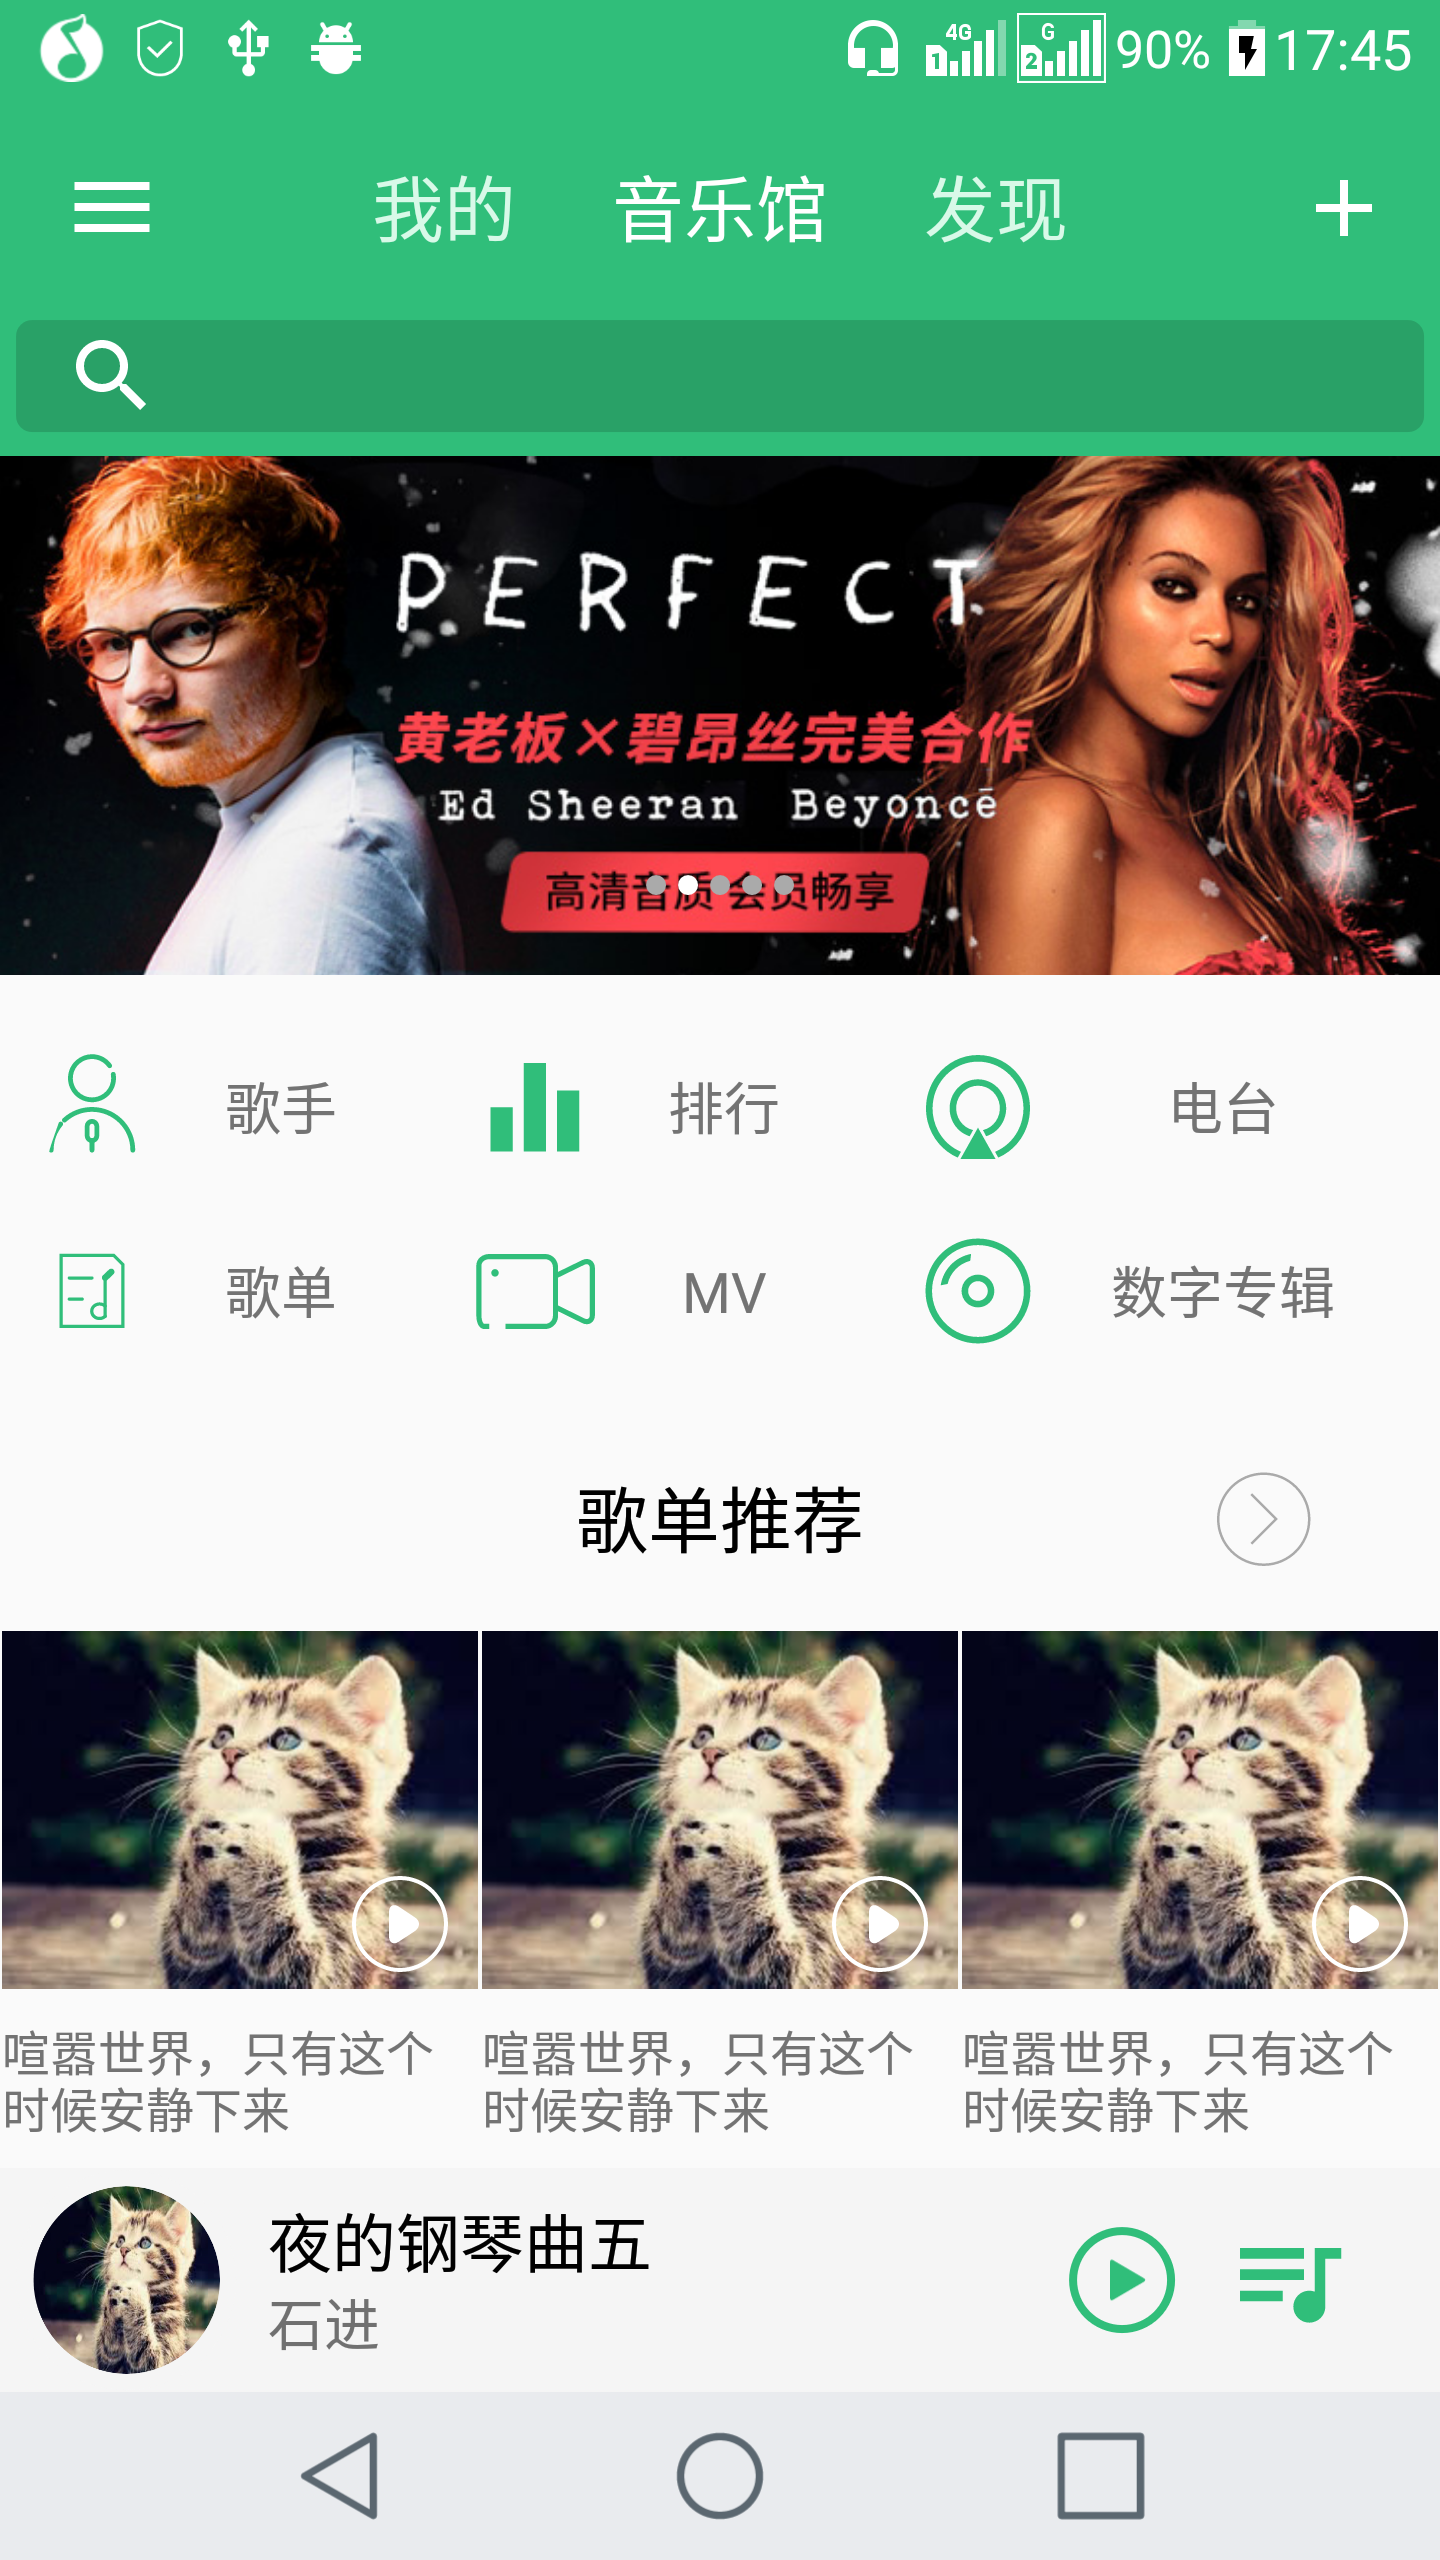 4G
1
G
2
90%
17:45
我的 音乐馆 发现
PERFECT
黄老板×碧昂丝完美合作
Ed Sheeran Beyoncé
高清音质 会员畅享
歌手 排行 电台
歌单 MV 数字专辑
歌单推荐
喧嚣世界，只有这个
时候安静下来
喧嚣世界，只有这个
时候安静下来
喧嚣世界，只有这个
时候安静下来
夜的钢琴曲五
石进